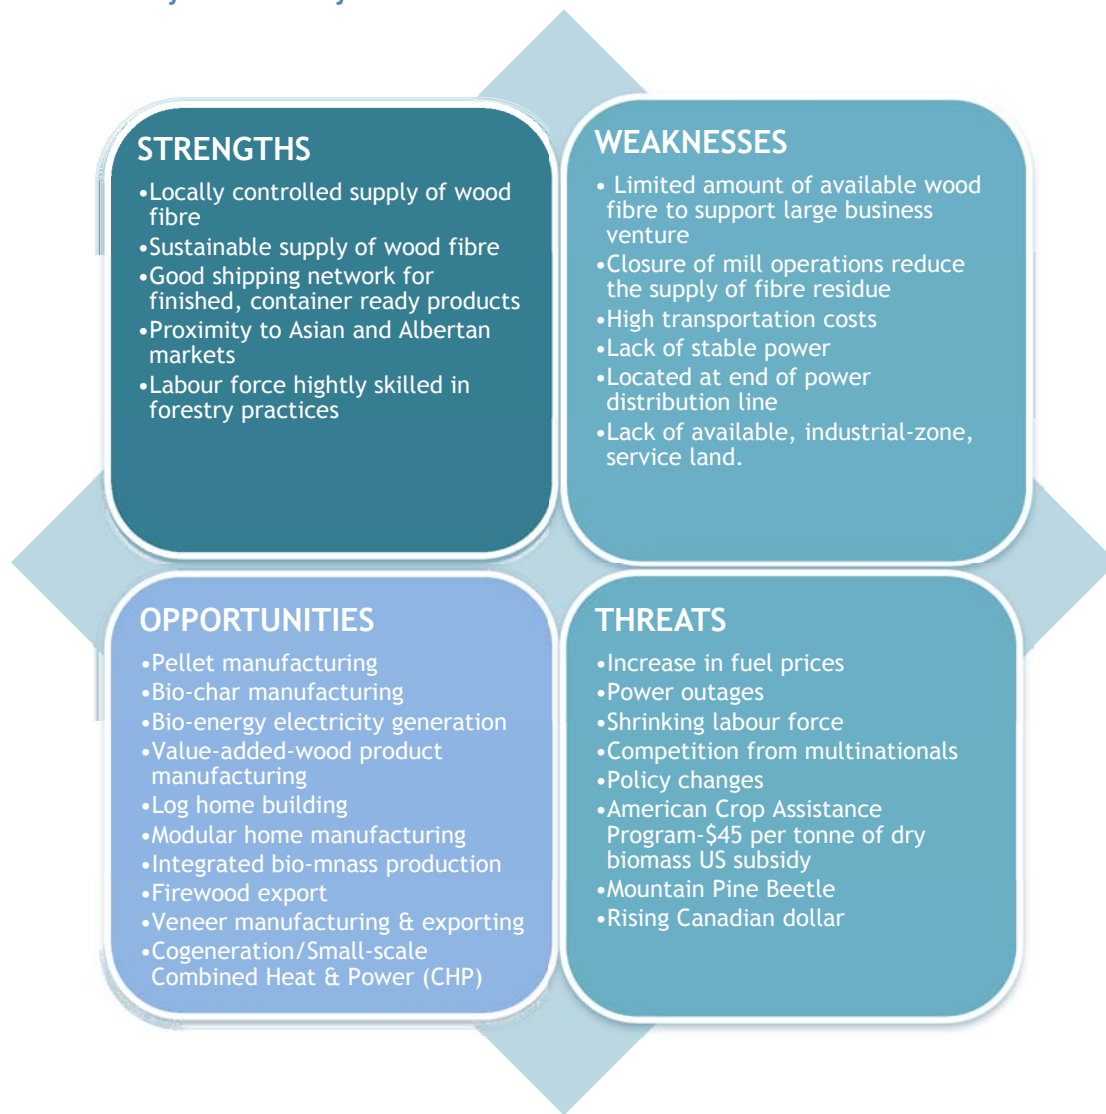 STRENGTHS
•Locally controlled supply of wood
fibre
•Sustainable supply of wood fibre
•Good shipping network for
finished, container ready products
•Proximity to Asian and Albertan
markets
•Labour force hightly skilled in
forestry practices
WEAKNESSES
• Limited amount of available wood
fibre to support large business
venture
•Closure of mill operations reduce
the supply of fibre residue
•High transportation costs
•Lack of stable power
•Located at end of power
distribution line
•Lack of available, industrial-zone,
service land.
OPPORTUNITIES
•Pellet manufacturing
•Bio-char manufacturing
•Bio-energy electricity generation
•Value-added-wood product
manufacturing
•Log home building
•Modular home manufacturing
•Integrated bio-mnass production
•Firewood export
•Veneer manufacturing & exporting
•Cogeneration/Small-scale
Combined Heat & Power (CHP)
THREATS
•Increase in fuel prices
•Power outages
•Shrinking labour force
•Competition from multinationals
•Policy changes
•American Crop Assistance
Program-$45 per tonne of dry
biomass US subsidy
•Mountain Pine Beetle
•Rising Canadian dollar